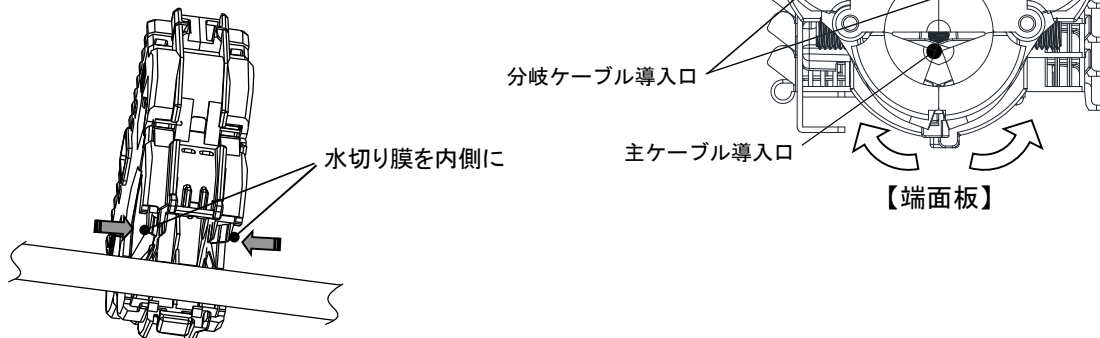 分岐ケーブル導入口
主ケーブル導入口
水切り膜を内側に
【端面板】